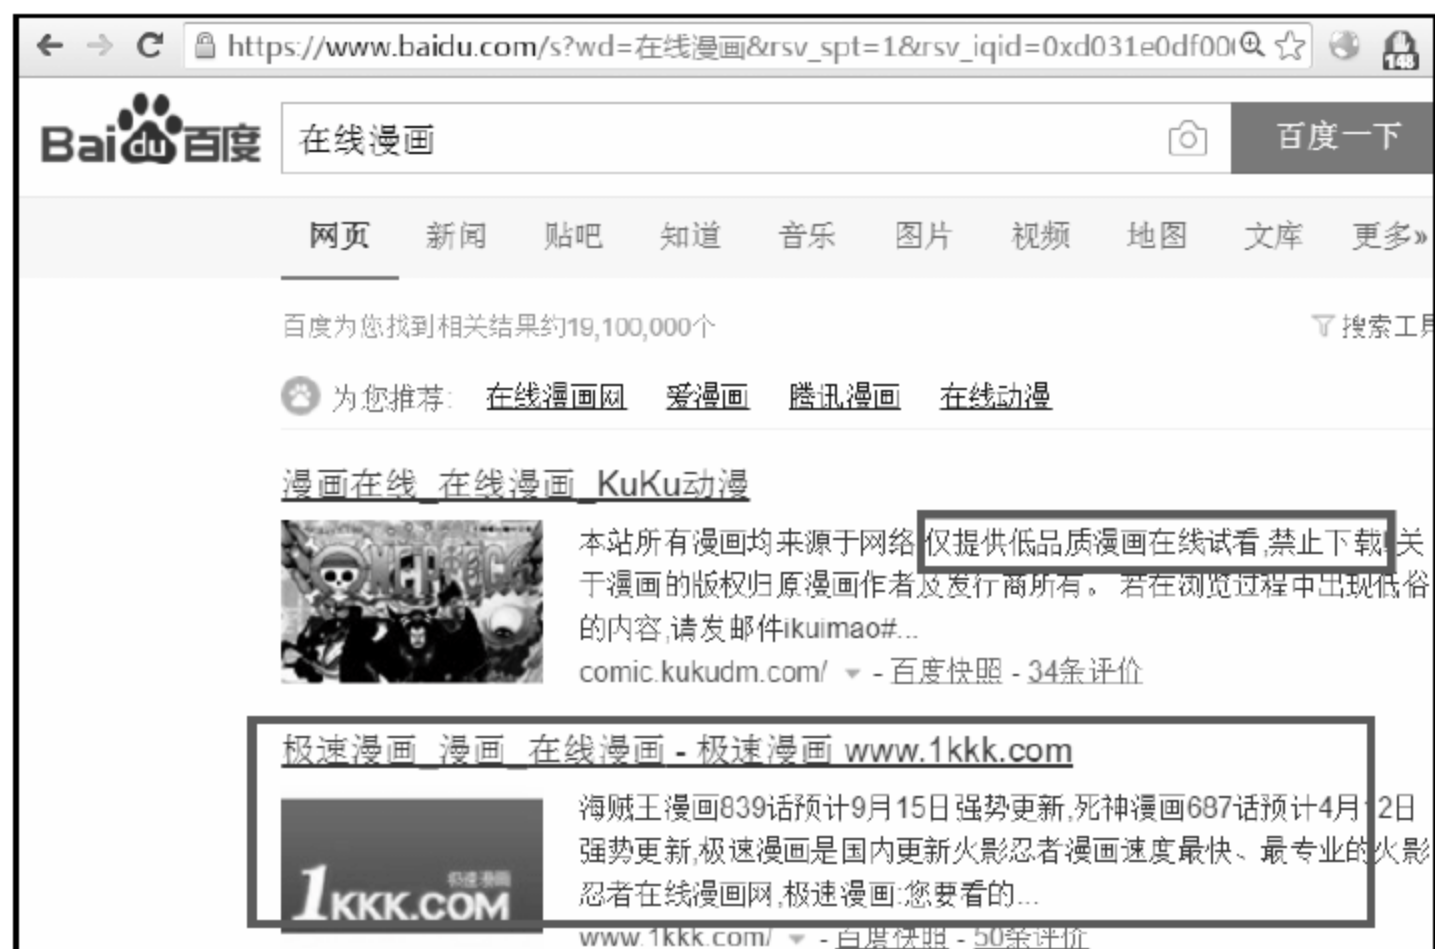 https://www.baidu.com/s?wd=在线漫画&rsv_spt=1&rsv_iqid=0xd031e0df00
148
Bai du 百度
在线漫画
百度一下
网页 新闻 贴吧 知道 音乐 图片 视频 地图 文库 更多»
百度为您找到相关结果约19,100,000个
搜索工具
为您推荐: 在线漫画网 爱漫画 腾讯漫画 在线动漫
漫画在线_在线漫画_KuKu动漫
ONE PIECE
本站所有漫画均来源于网络,仅提供低品质漫画在线试看,禁止下载!关
于漫画的版权归原漫画作者及发行商所有。 若在浏览过程中出现低俗
的内容,请发邮件ikuimao#...
comic.kukudm.com/ - 百度快照 - 34条评价
极速漫画_漫画_在线漫画 - 极速漫画 www.1kkk.com
海贼王漫画839话预计9月15日强势更新,死神漫画687话预计4月12日
强势更新,极速漫画是国内更新火影忍者漫画速度最快、最专业的火影
忍者在线漫画网,极速漫画:您要看的...
极速漫画
1KKK.COM
www.1kkk.com/ - 百度快照 - 50条评价